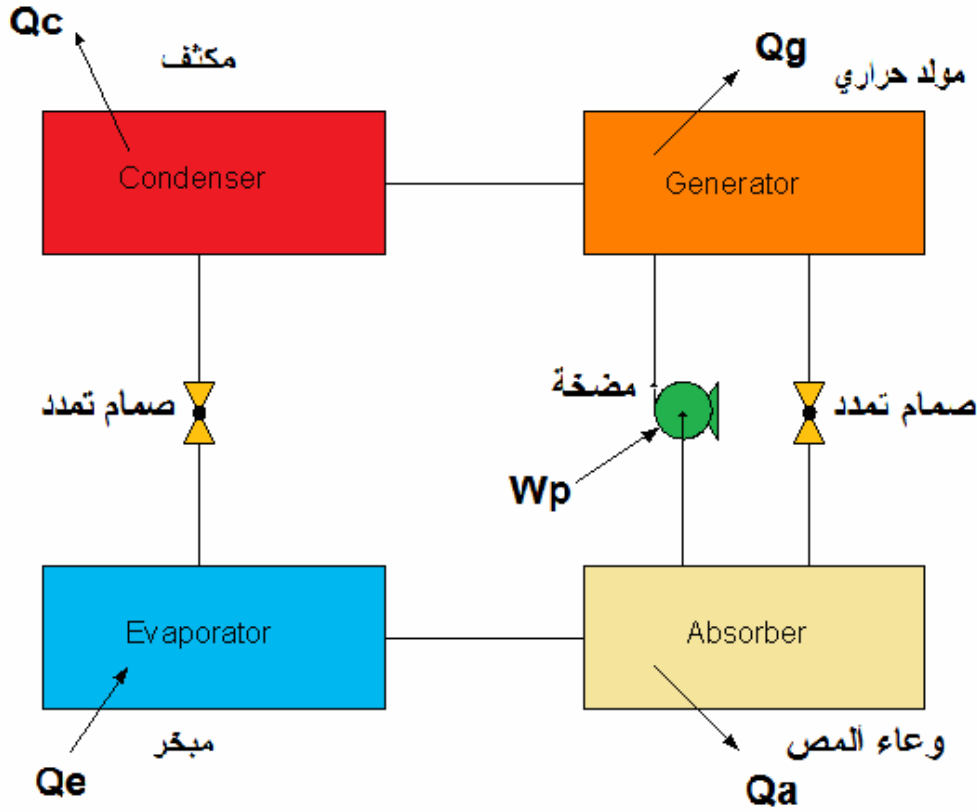 Qc
مكثف
Qg
مولد حراري
Condenser
Generator
صمام تمدد
مضخة
صمام تمدد
Wp
Evaporator
Absorber
مبخر
وعاء المص
Qe
Qa